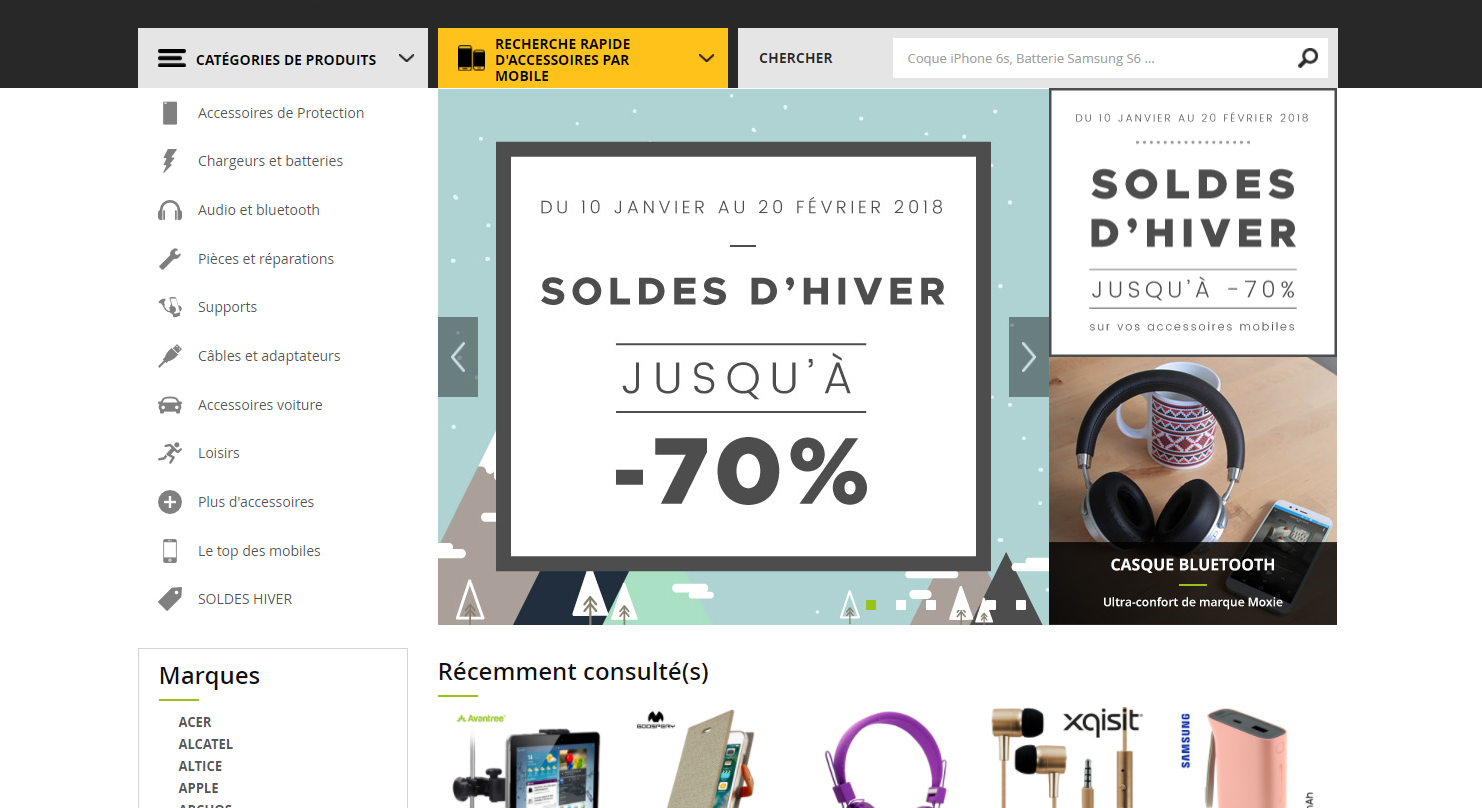 CATÉGORIES DE PRODUITS
RECHERCHE RAPIDE
D'ACCESSOIRES PAR
MOBILE
CHERCHER
Coque iPhone 6s, Batterie Samsung S6 ...
Accessoires de Protection
Chargeurs et batteries
Audio et bluetooth
Pièces et réparations
Supports
Câbles et adaptateurs
Accessoires voiture
Loisirs
Plus d'accessoires
Le top des mobiles
SOLDES HIVER
DU 10 JANVIER AU 20 FÉVRIER 2018
SOLDES D'HIVER
JUSQU'À
-70%
DU 10 JANVIER AU 20 FÉVRIER 2018
SOLDES
D'HIVER
JUSQU'À -70%
sur vos accessoires mobiles
CASQUE BLUETOOTH
Ultra-confort de marque Moxie
Marques
ACER
ALCATEL
ALTICE
APPLE
ARCHOS
Récemment consulté(s)
Avantree
GOOSPERY
xqisit
SAMSUNG